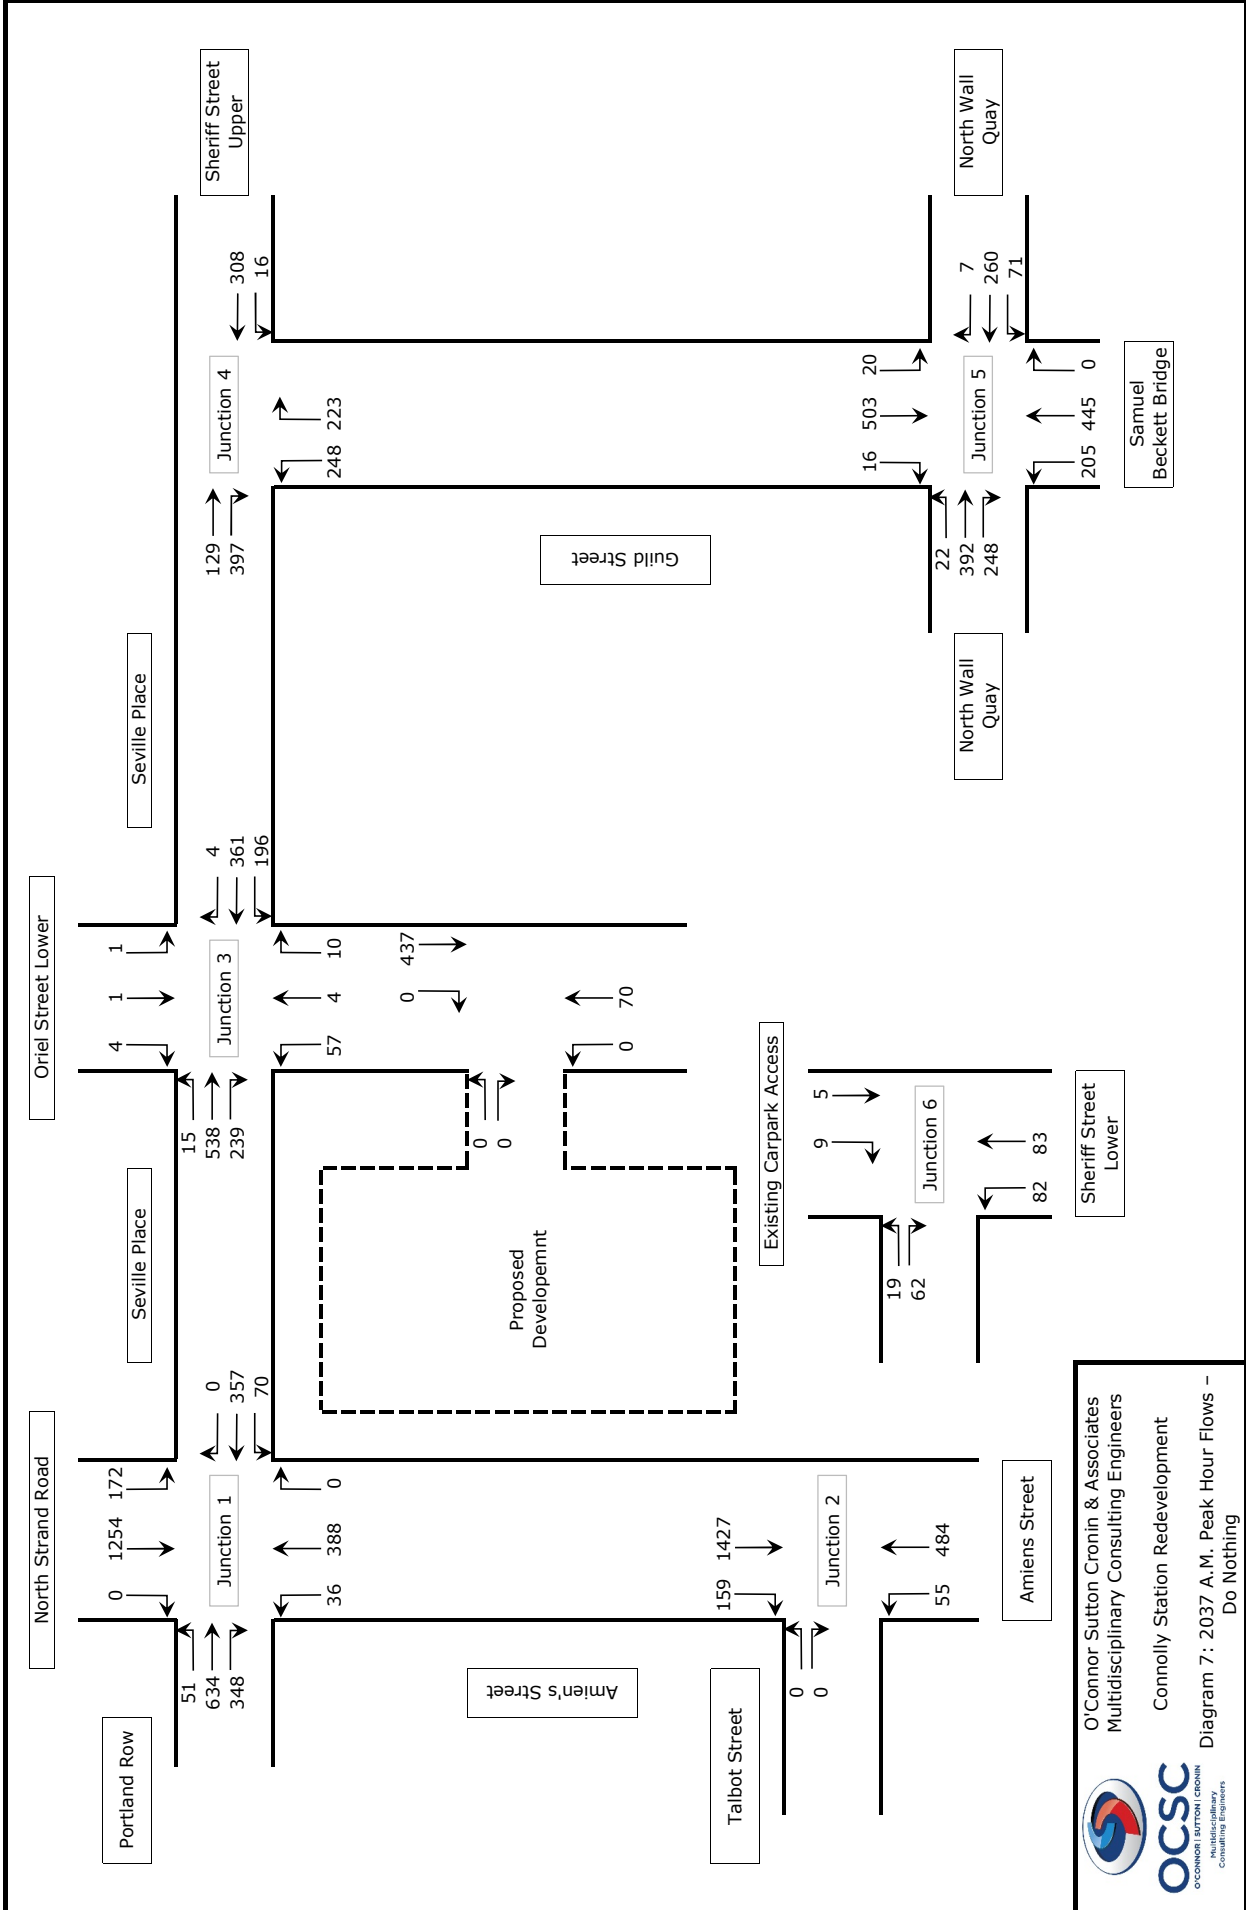 North Strand Road
Oriel Street Lower
Portland Row
0
1254
172
4
1
1
Seville Place
Seville Place
Sheriff Street
Upper
51
634
348
Junction 1
0
357
70
15
538
239
Junction 3
4
361
196
129
397
Junction 4
308
16
36
388
0
57
4
10
248
223
0
437
Amien's Street
Proposed
Developemnt
0
0
Guild Street
0
70
Talbot Street
159
1427
Existing Carpark Access
0
0
Junction 2
9
5
16
503
20
55
484
19
62
Junction 6
North Wall
Quay
22
392
248
Junction 5
7
260
71
North Wall
Quay
Amiens Street
82
83
205
445
0
Sheriff Street
Lower
Samuel
Beckett Bridge
OCSC
O'CONNOR | SUTTON | CRONIN
Multidisciplinary
Consulting Engineers
O'Connor Sutton Cronin & Associates
Multidisciplinary Consulting Engineers
Connolly Station Redevelopment
Diagram 7: 2037 A.M. Peak Hour Flows –
Do Nothing